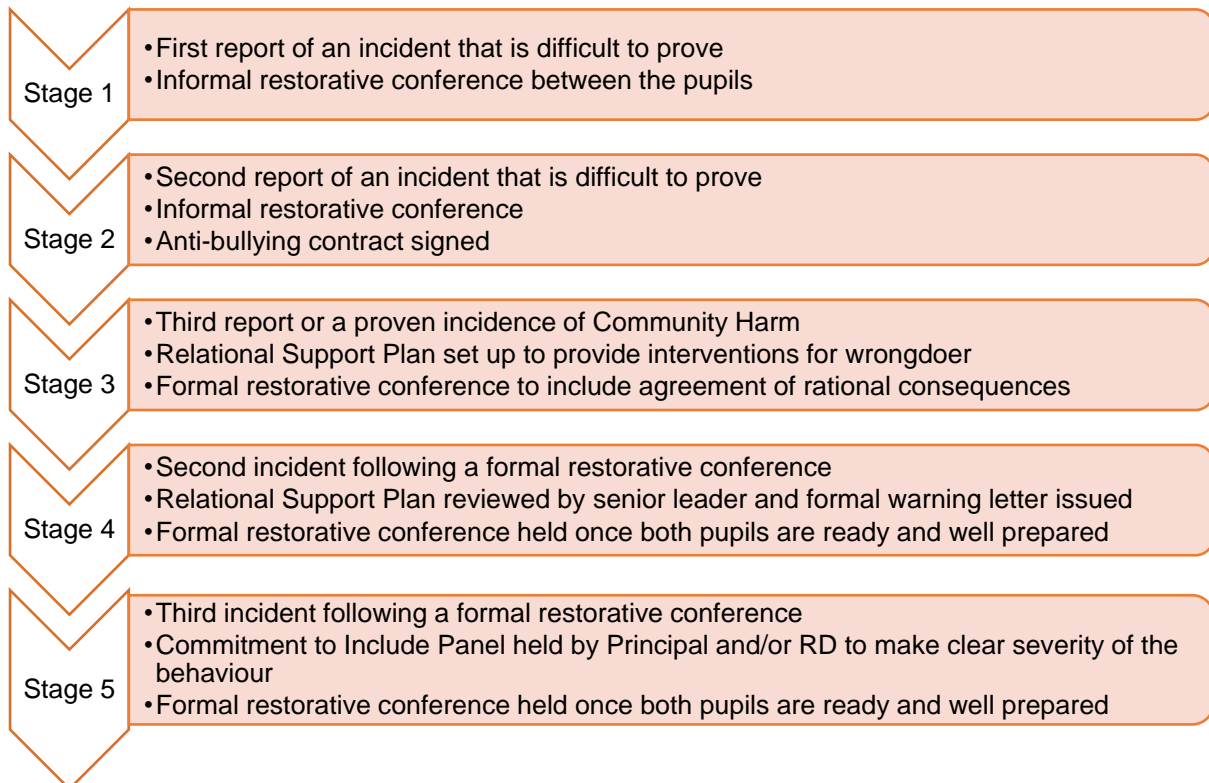 Stage 1
•First report of an incident that is difficult to prove
•Informal restorative conference between the pupils
Stage 2
•Second report of an incident that is difficult to prove
•Informal restorative conference
•Anti-bullying contract signed
Stage 3
•Third report or a proven incidence of Community Harm
•Relational Support Plan set up to provide interventions for wrongdoer
•Formal restorative conference to include agreement of rational consequences
Stage 4
•Second incident following a formal restorative conference
•Relational Support Plan reviewed by senior leader and formal warning letter issued
•Formal restorative conference held once both pupils are ready and well prepared
Stage 5
•Third incident following a formal restorative conference
•Commitment to Include Panel held by Principal and/or RD to make clear severity of the
behaviour
•Formal restorative conference held once both pupils are ready and well prepared